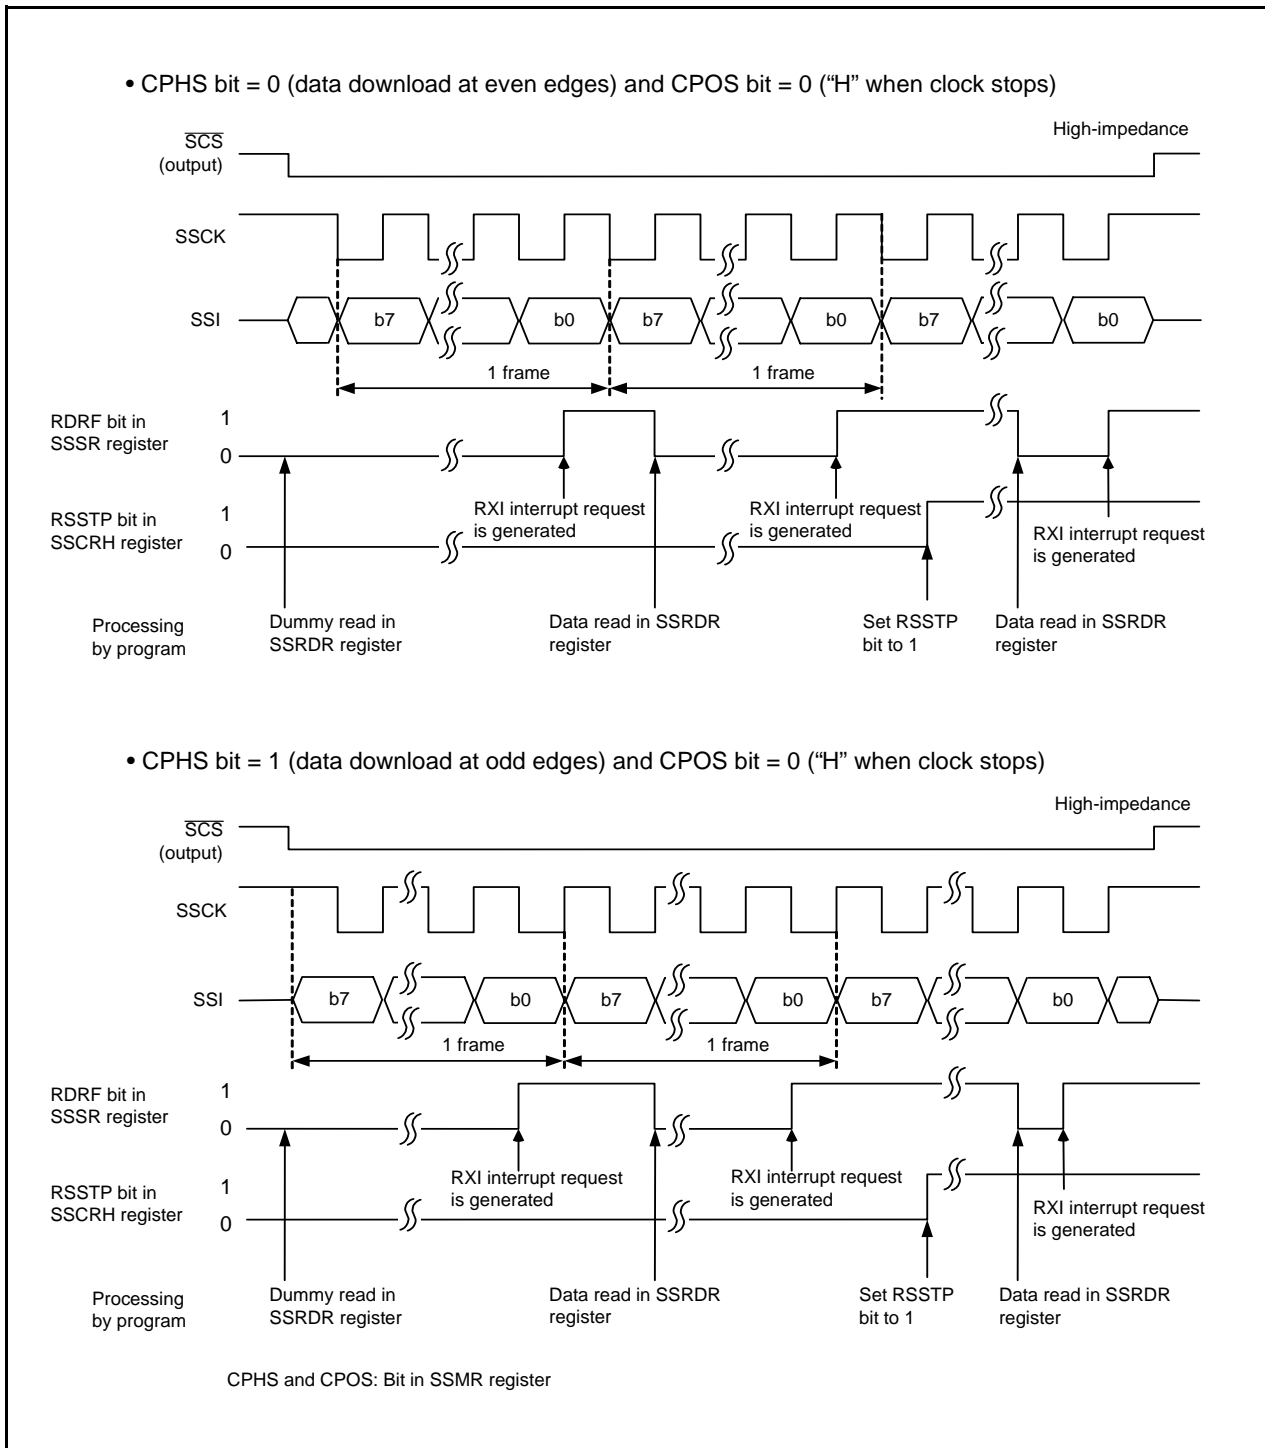 • CPHS bit = 0 (data download at even edges) and CPOS bit = 0 (“H” when clock stops)
SCS
(output)
High-impedance
SSCK
SSI
b7
b0
b7
b0
b7
b0
1 frame
1 frame
RDRF bit in
SSSR register
1
0
RXI interrupt request
is generated
RXI interrupt request
is generated
RXI interrupt request
is generated
RSSTP bit in
SSCRH register
1
0
Processing
by program
Dummy read in
SSRDR register
Data read in SSRDR
register
Set RSSTP
bit to 1
Data read in SSRDR
register
• CPHS bit = 1 (data download at odd edges) and CPOS bit = 0 (“H” when clock stops)
SCS
(output)
High-impedance
SSCK
SSI
b7
b0
b7
b0
b7
b0
1 frame
1 frame
RDRF bit in
SSSR register
1
0
RXI interrupt request
is generated
RXI interrupt request
is generated
RXI interrupt request
is generated
RSSTP bit in
SSCRH register
1
0
Processing
by program
Dummy read in
SSRDR register
Data read in SSRDR
register
Set RSSTP
bit to 1
Data read in SSRDR
register
CPHS and CPOS: Bit in SSMR register